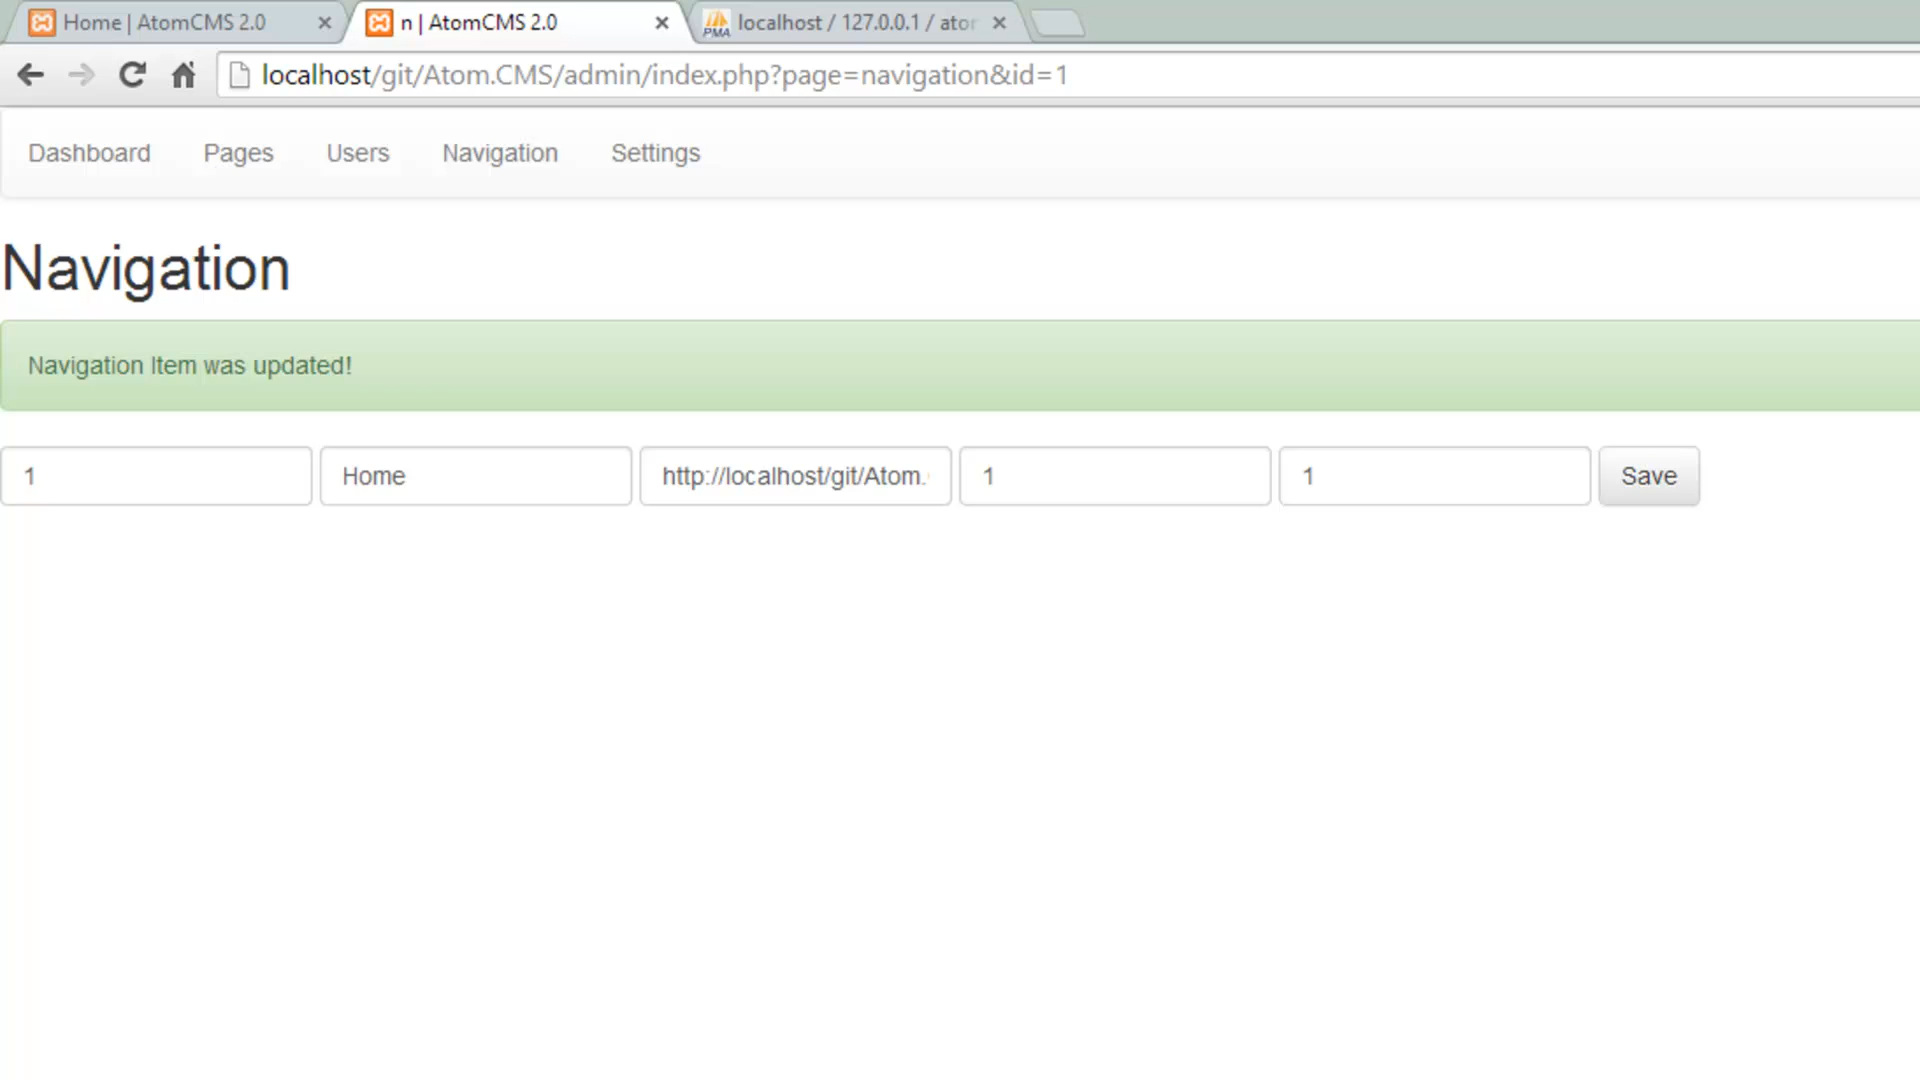 Home | AtomCMS 2.0
n | AtomCMS 2.0
PMA localhost / 127.0.0.1 / ator
localhost/git/Atom.CMS/admin/index.php?page=navigation&id=1
Dashboard Pages Users Navigation Settings
Navigation
Navigation Item was updated!
1 Home http://localhost/git/Atom. 1 1 Save